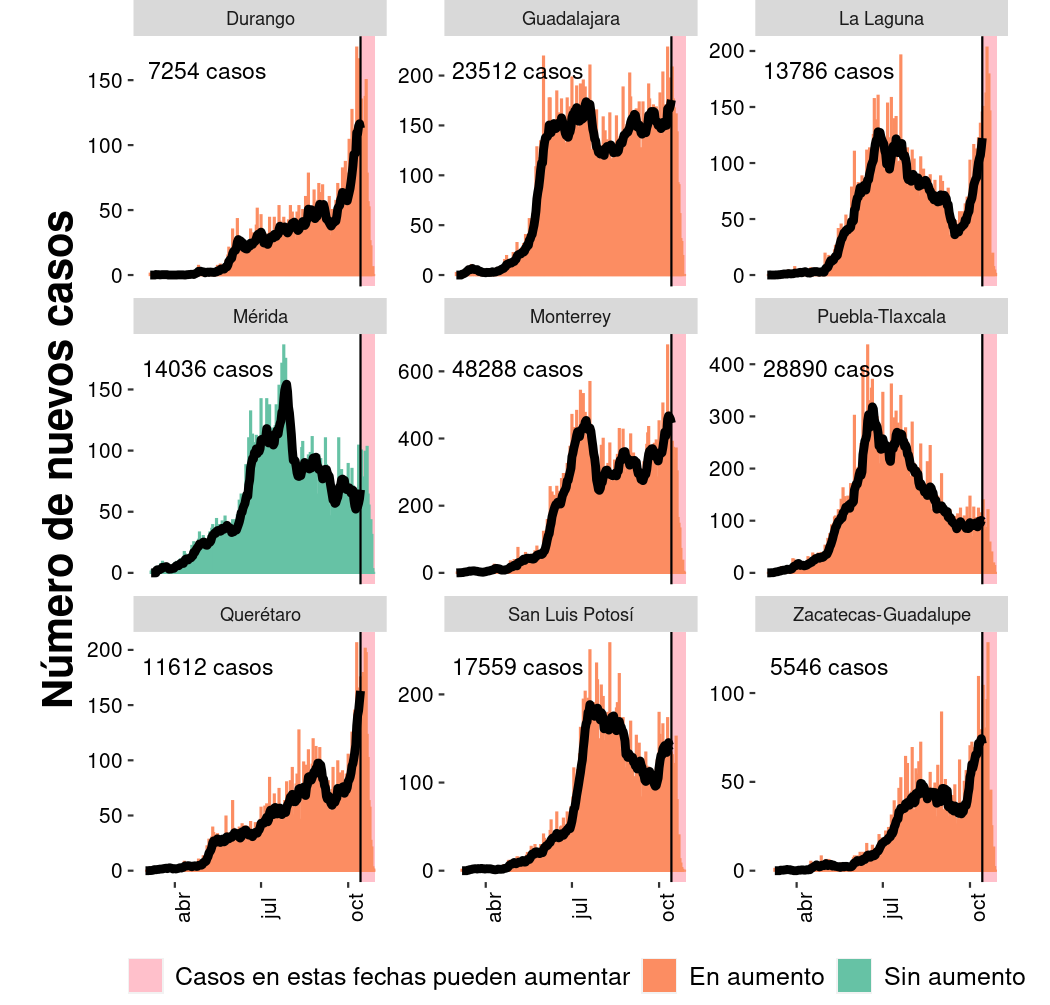 Durango
Guadalajara
La Laguna
7254 casos
23512 casos
13786 casos
150
100
50
0
200
150
100
50
0
200
150
100
50
0
Número de nuevos casos
Mérida
Monterrey
Puebla-Tlaxcala
14036 casos
48288 casos
28890 casos
150
100
50
0
600
400
200
0
400
300
200
100
0
Querétaro
San Luis Potosí
Zacatecas-Guadalupe
11612 casos
17559 casos
5546 casos
200
150
100
50
0
200
100
0
100
50
0
abr jul oct
abr jul oct
abr jul oct
Casos en estas fechas pueden aumentar En aumento Sin aumento